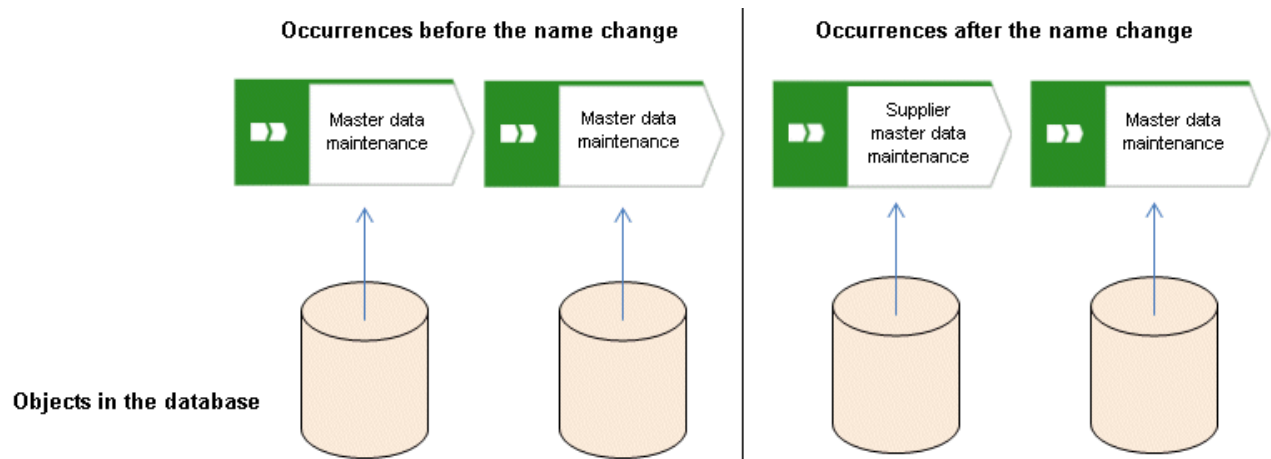 Occurrences before the name change
Occurrences after the name change
Master data
maintenance
Master data
maintenance
Supplier
master data
maintenance
Master data
maintenance
Objects in the database